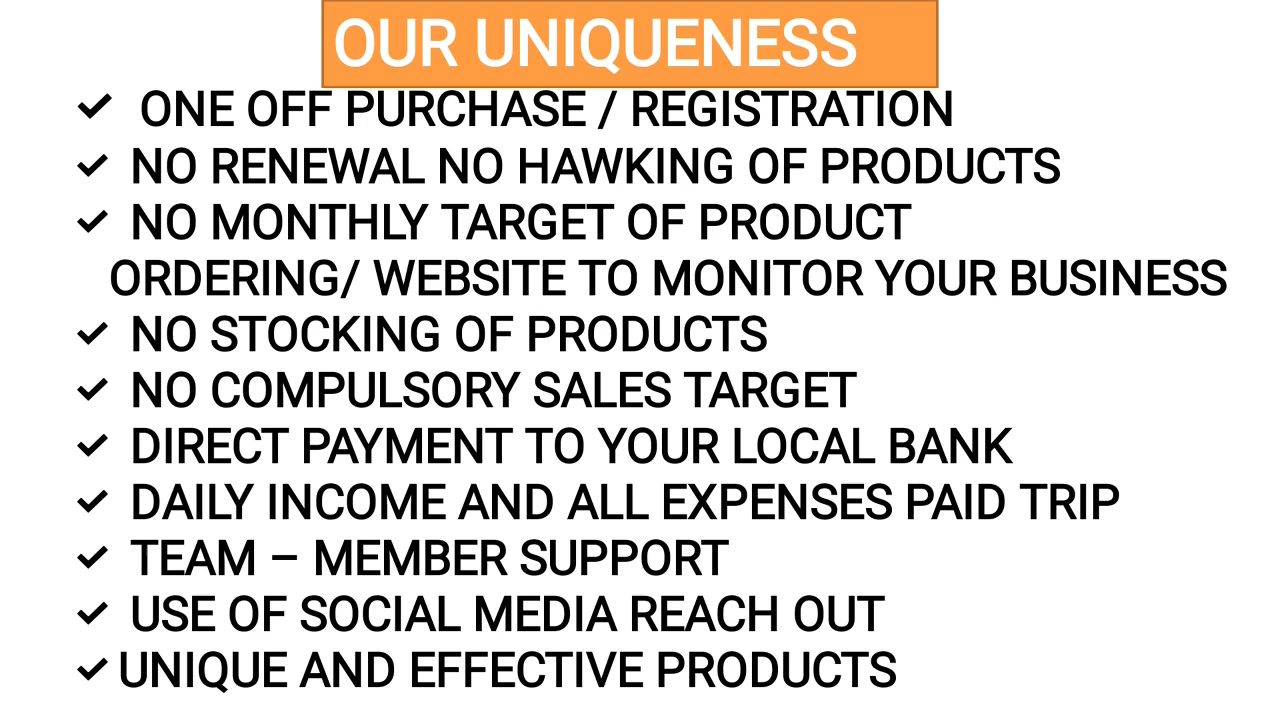 OUR UNIQUENESS
✓ ONE OFF PURCHASE / REGISTRATION
✓ NO RENEWAL NO HAWKING OF PRODUCTS
✓ NO MONTHLY TARGET OF PRODUCT
ORDERING/ WEBSITE TO MONITOR YOUR BUSINESS
✓ NO STOCKING OF PRODUCTS
✓ NO COMPULSORY SALES TARGET
✓ DIRECT PAYMENT TO YOUR LOCAL BANK
✓ DAILY INCOME AND ALL EXPENSES PAID TRIP
✓ TEAM – MEMBER SUPPORT
✓ USE OF SOCIAL MEDIA REACH OUT
✓ UNIQUE AND EFFECTIVE PRODUCTS